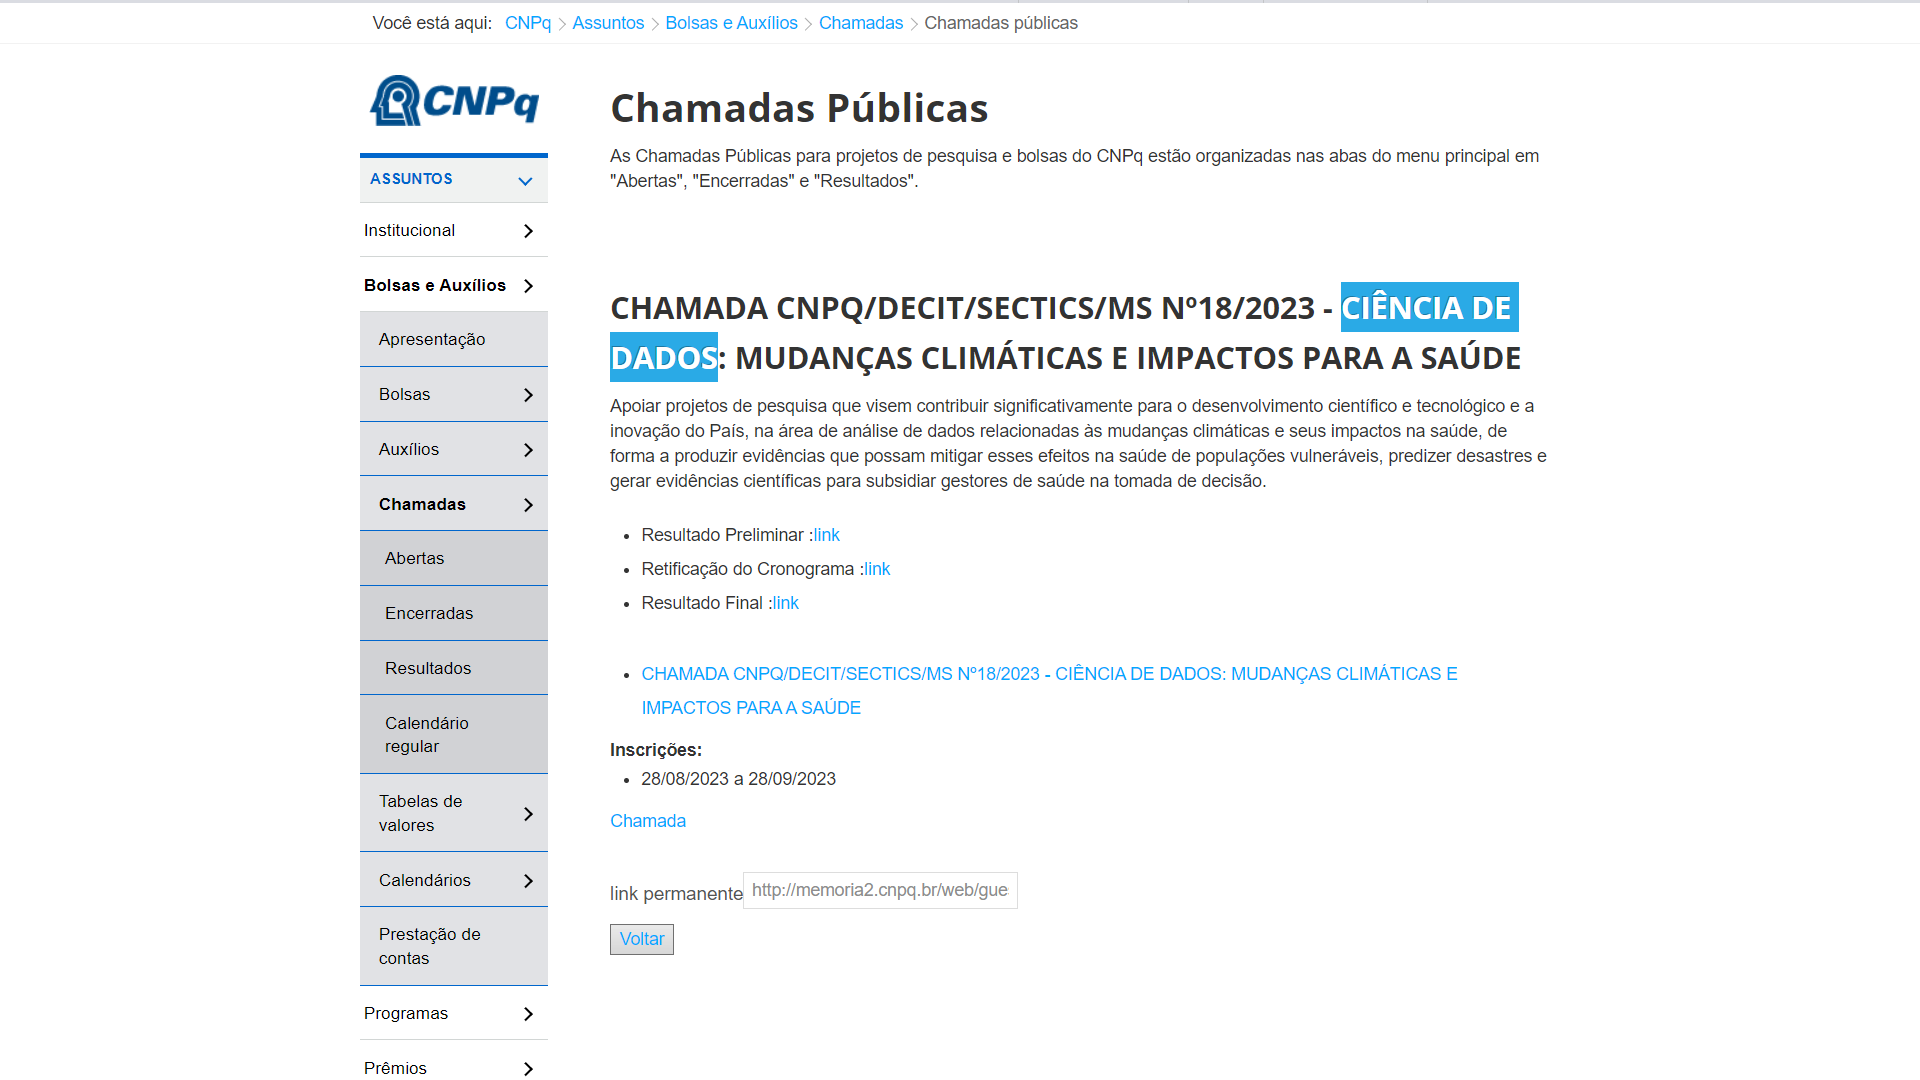 Você está aqui: CNPq > Assuntos > Bolsas e Auxílios > Chamadas > Chamadas públicas
CNPq
ASSUNTOS
Institucional
Bolsas e Auxílios
Apresentação
Bolsas
Auxílios
Chamadas
Abertas
Encerradas
Resultados
Calendário
regular
Tabelas de
valores
Calendários
Prestação de
contas
Programas
Prêmios
Chamadas Públicas
As Chamadas Públicas para projetos de pesquisa e bolsas do CNPq estão organizadas nas abas do menu principal em
"Abertas", "Encerradas" e "Resultados".
CHAMADA CNPQ/DECIT/SECTICS/MS Nº18/2023 - CIÊNCIA DE
DADOS: MUDANÇAS CLIMÁTICAS E IMPACTOS PARA A SAÚDE
Apoiar projetos de pesquisa que visem contribuir significativamente para o desenvolvimento científico e tecnológico e a
inovação do País, na área de análise de dados relacionadas às mudanças climáticas e seus impactos na saúde, de
forma a produzir evidências que possam mitigar esses efeitos na saúde de populações vulneráveis, predizer desastres e
gerar evidências científicas para subsidiar gestores de saúde na tomada de decisão.
• Resultado Preliminar :link
• Retificação do Cronograma :link
• Resultado Final :link
• CHAMADA CNPQ/DECIT/SECTICS/MS Nº18/2023 - CIÊNCIA DE DADOS: MUDANÇAS CLIMÁTICAS E
IMPACTOS PARA A SAÚDE
Inscrições:
• 28/08/2023 a 28/09/2023
Chamada
link permanente http://memoria2.cnpq.br/web/gue
Voltar